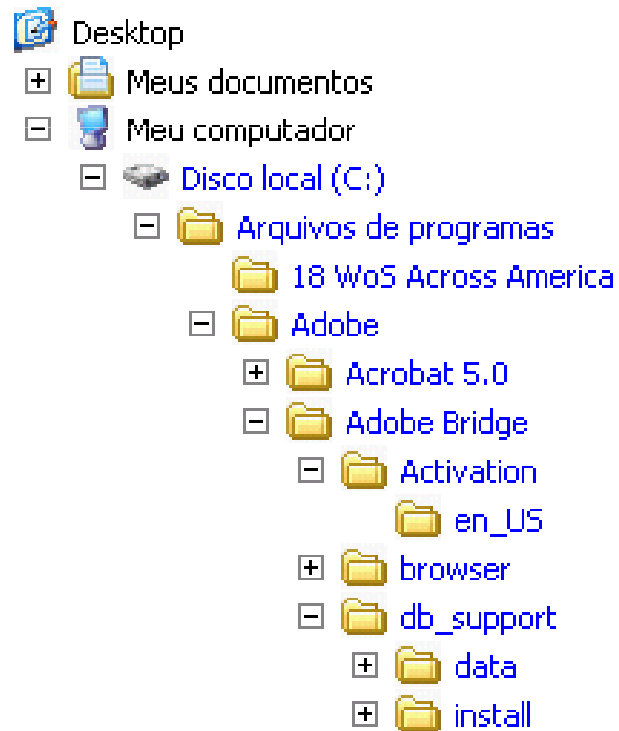 Desktop
Meus documentos
Meu computador
Disco local (C:)
Arquivos de programas
18 WoS Across America
Adobe
Acrobat 5.0
Adobe Bridge
Activation
en_US
browser
db_support
data
install